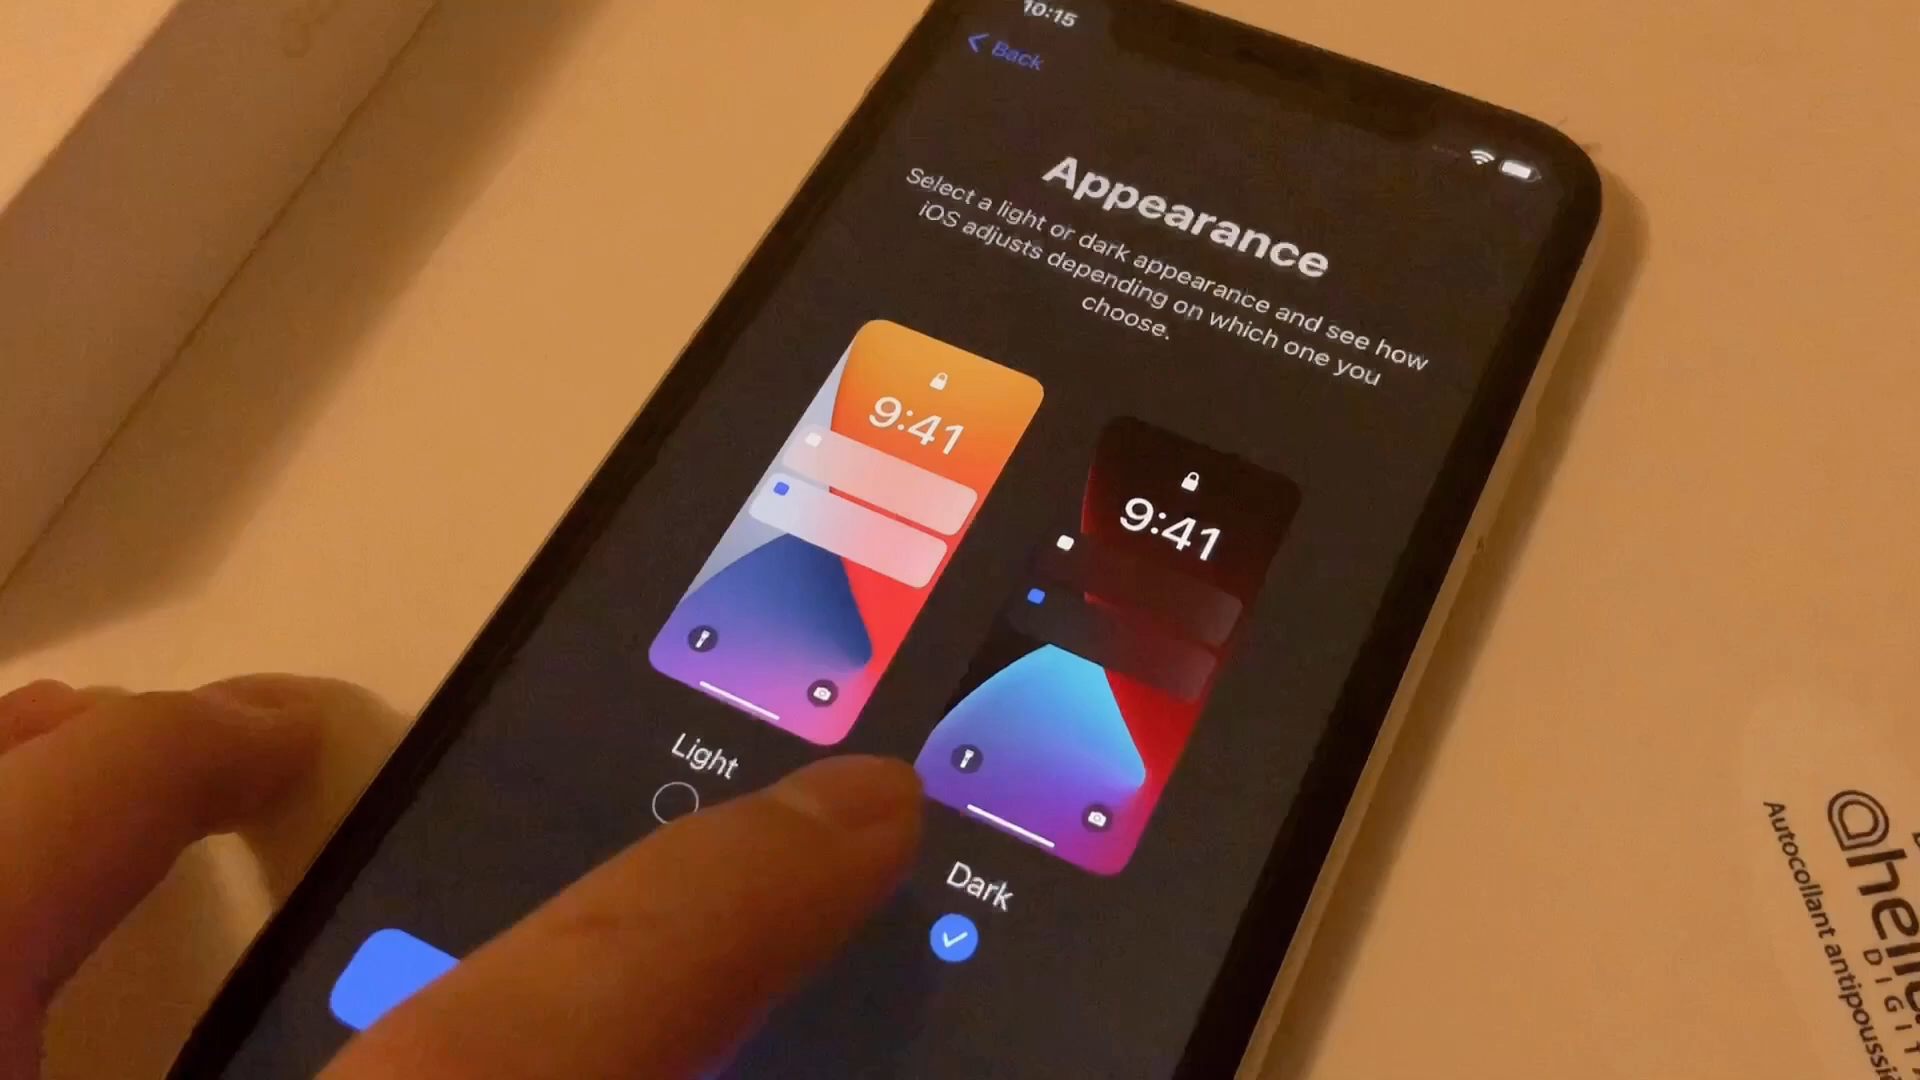 10:15
Back
Appearance
Select a light or dark appearance and see how
iOS adjusts depending on which one you
choose.
9:41
9:41
Light
Dark
DIGIT
Autocollant antipoussi